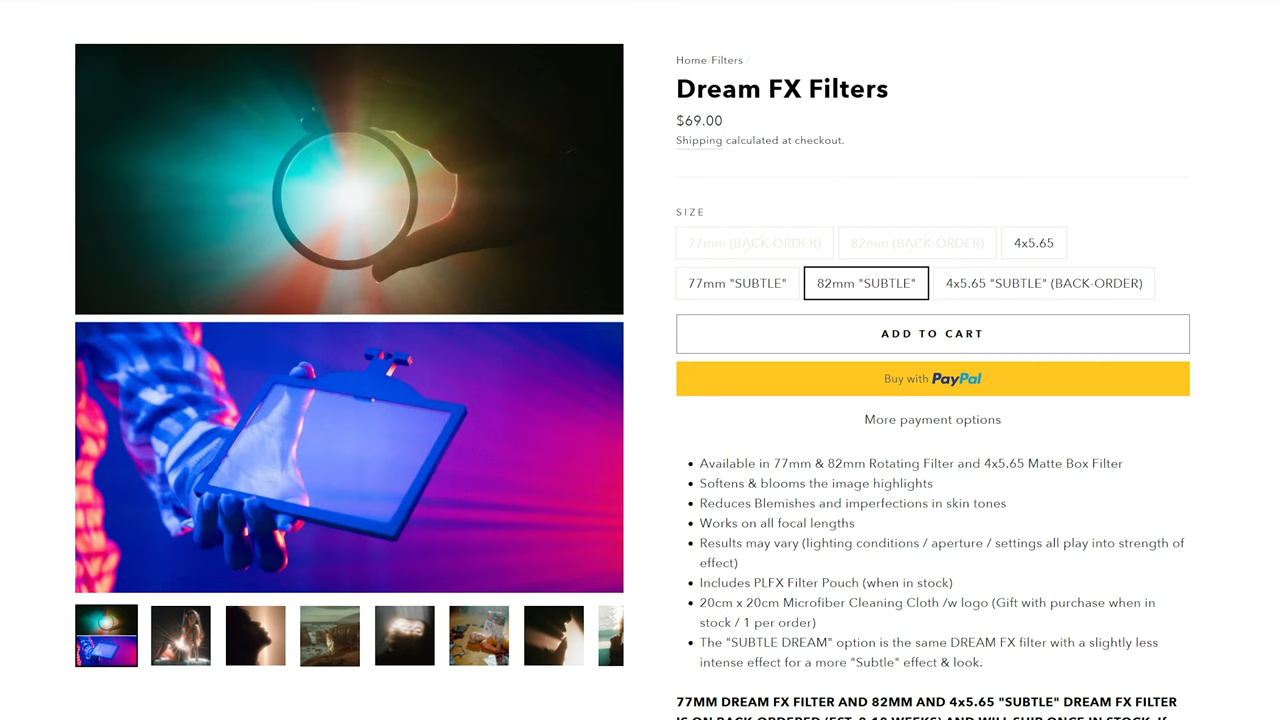 Home Filters /
Dream FX Filters
$69.00
Shipping calculated at checkout.
SIZE
77mm (BACK-ORDER)
82mm (BACK-ORDER)
4x5.65
77mm "SUBTLE"
82mm "SUBTLE"
4x5.65 "SUBTLE" (BACK-ORDER)
ADD TO CART
Buy with PayPal
More payment options
• Available in 77mm & 82mm Rotating Filter and 4x5.65 Matte Box Filter
• Softens & blooms the image highlights
• Reduces Blemishes and imperfections in skin tones
• Works on all focal lengths
• Results may vary (lighting conditions / aperture / settings all play into strength of
effect)
• Includes PLFX Filter Pouch (when in stock)
• 20cm x 20cm Microfiber Cleaning Cloth /w logo (Gift with purchase when in
stock / 1 per order)
• The "SUBTLE DREAM" option is the same DREAM FX filter with a slightly less
intense effect for a more "Subtle" effect & look.
77MM DREAM FX FILTER AND 82MM AND 4x5.65 "SUBTLE" DREAM FX FILTER
IS ON BACK-ORDERED (EST. 8-10 WEEKS) AND WILL SHIP ONCE IN STOCK. If